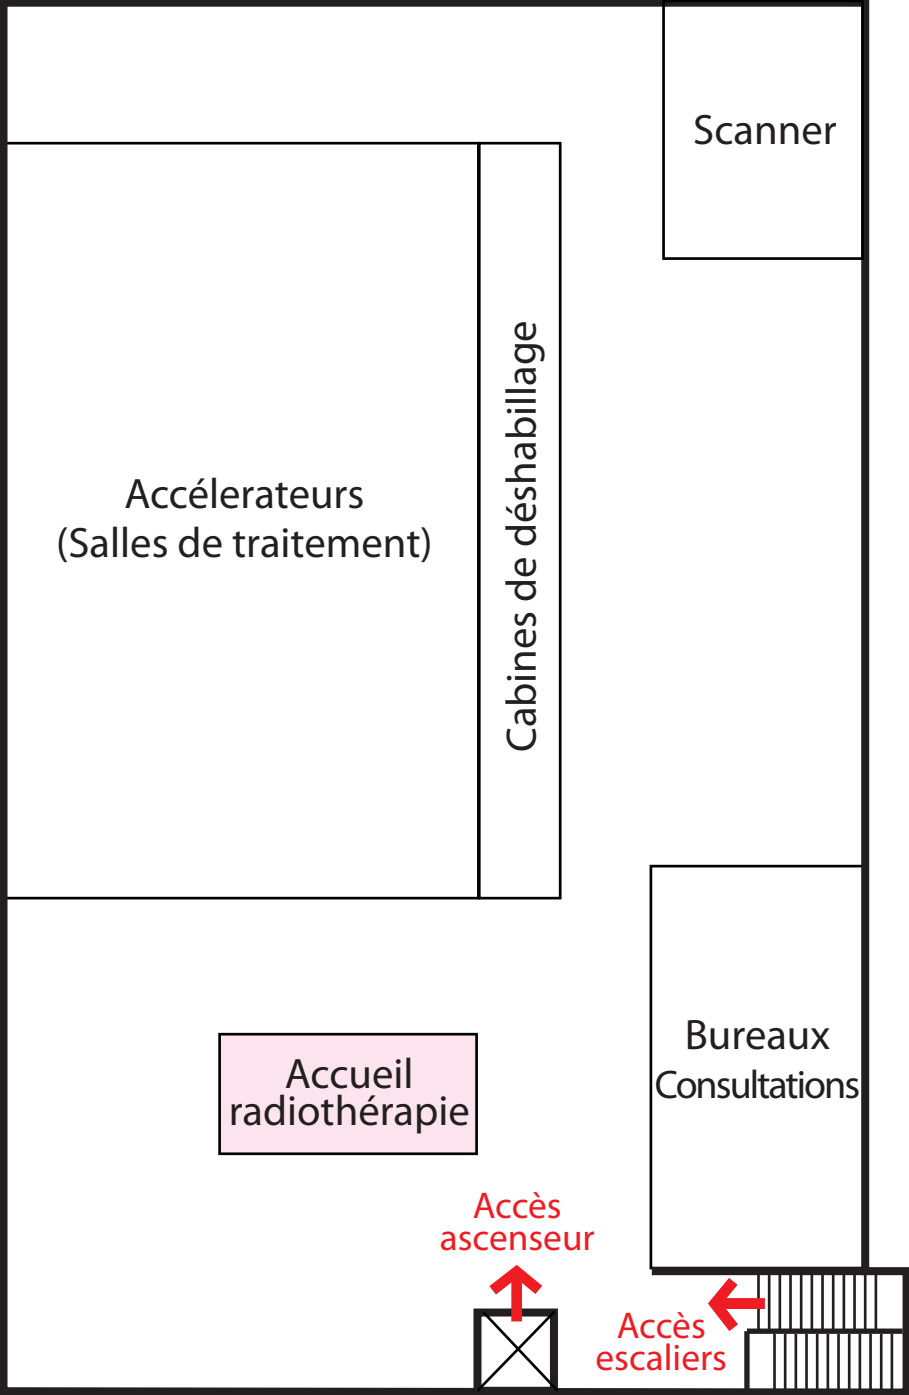 Scanner
Accélerateurs
(Salles de traitement)
Cabines de déshabillage
Bureaux
Consultations
Accueil
radiothérapie
Accès
ascenseur
Accès
escaliers